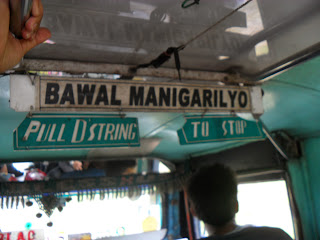 BAWAL MANIGARILYO
PULL D'STRING TO STOP